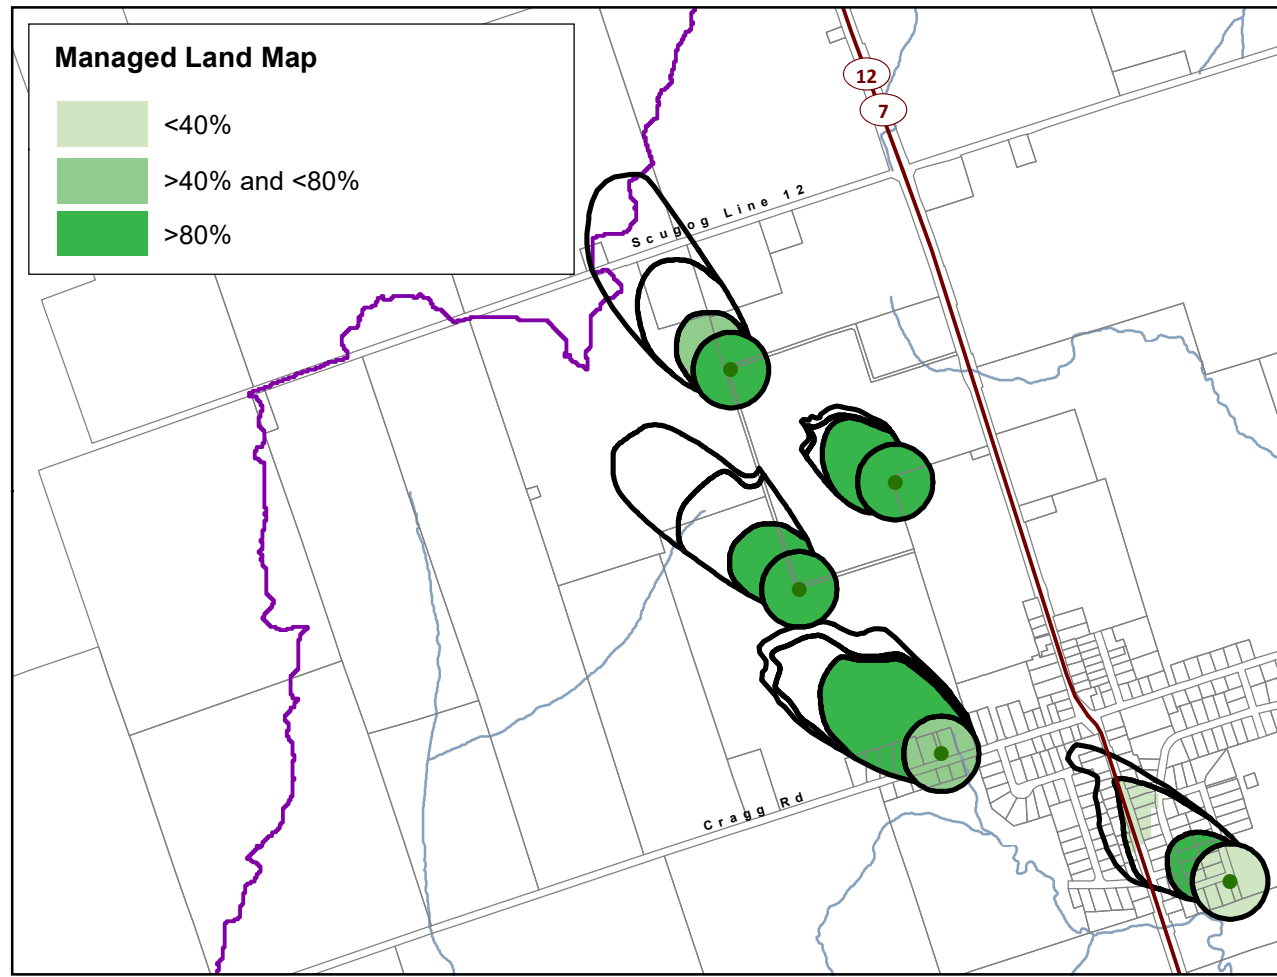 Managed Land Map
<40%
>40% and <80%
>80%
12
7
Scugog Line 12
Cragg Rd